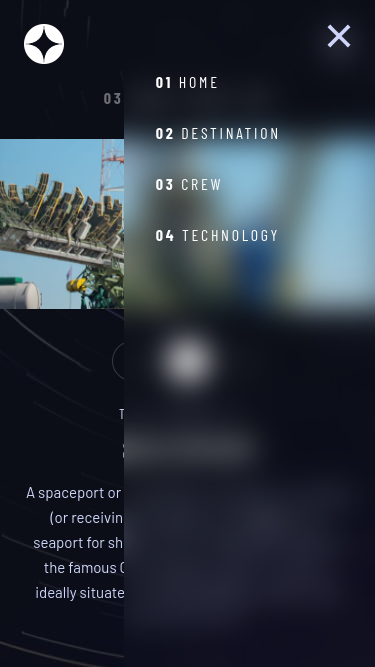 03
01 HOME
02 DESTINATION
03 CREW
04 TECHNOLOGY
A spaceport or
(or receivin
seaport for sh
the famous
ideally situate